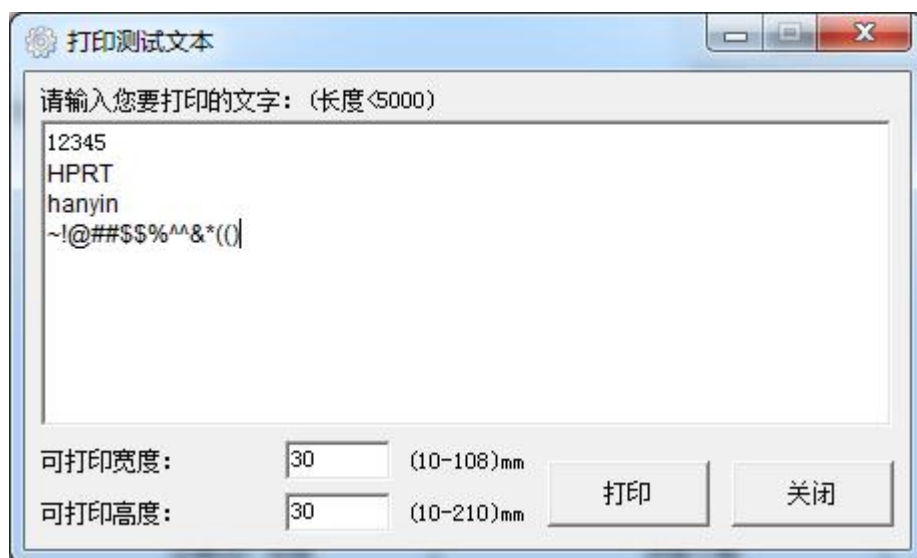 打印测试文本
请输入您要打印的文字：(长度<5000)
12345
HPRT
hanyin
~!@##$$%^^&*(()
可打印宽度： 30 (10-108)mm
可打印高度： 30 (10-210)mm
打印 关闭